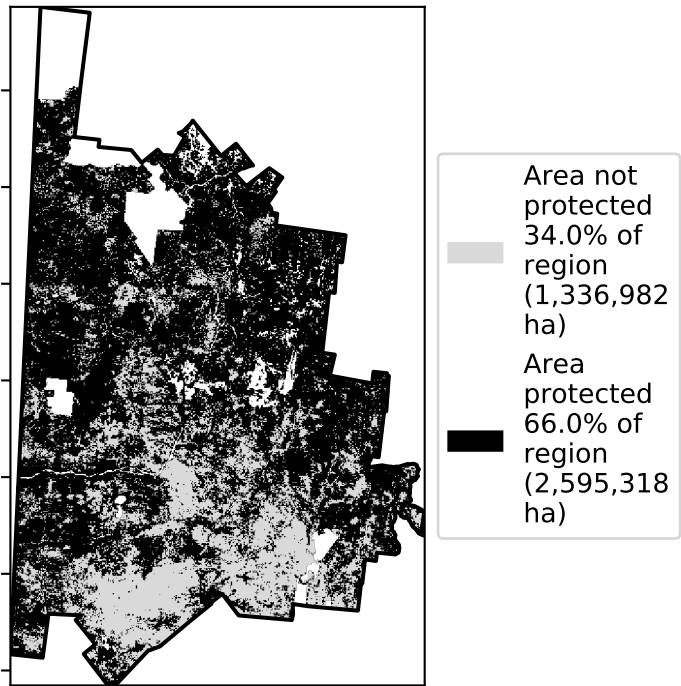 Area not
protected
34.0% of
region
(1,336,982
ha)
Area
protected
66.0% of
region
(2,595,318
ha)